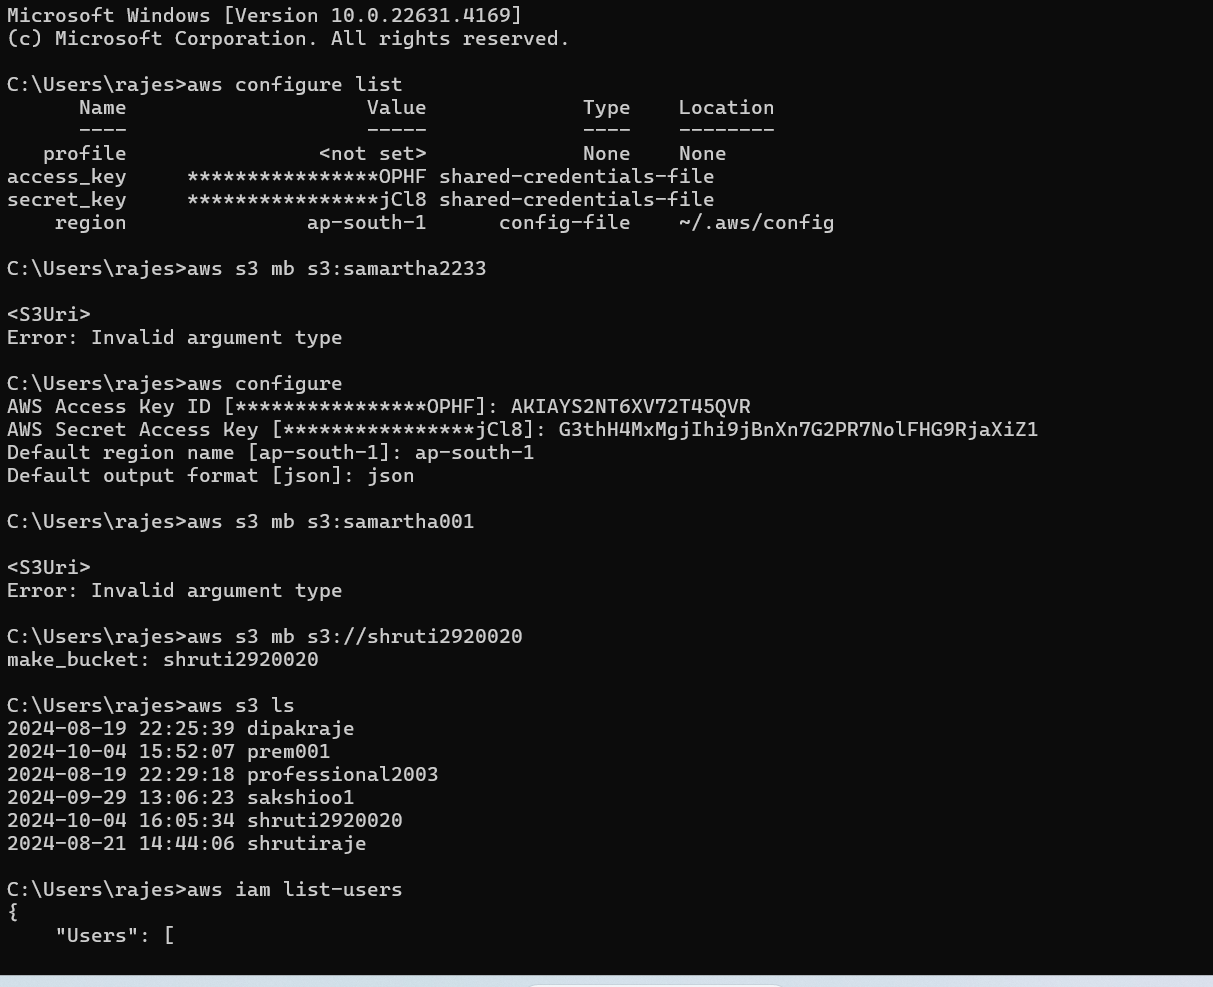 Microsoft Windows [Version 10.0.22631.4169]
(c) Microsoft Corporation. All rights reserved.
C:\Users\rajes>aws configure list
      Name                    Value             Type    Location
      ----                    -----             ----    --------
   profile                <not set>             None    None
access_key     ****************OPHF shared-credentials-file
secret_key     ****************jCl8 shared-credentials-file
    region               ap-south-1      config-file    ~/.aws/config
C:\Users\rajes>aws s3 mb s3:samartha2233
<S3Uri>
Error: Invalid argument type
C:\Users\rajes>aws configure
AWS Access Key ID [****************OPHF]: AKIAYS2NT6XV72T45QVR
AWS Secret Access Key [****************jCl8]: 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
Default region name [ap-south-1]: ap-south-1
Default output format [json]: json
C:\Users\rajes>aws s3 mb s3:samartha001
<S3Uri>
Error: Invalid argument type
C:\Users\rajes>aws s3 mb s3://shruti2920020
make_bucket: shruti2920020
C:\Users\rajes>aws s3 ls
2024-08-19 22:25:39 dipakraje
2024-10-04 15:52:07 prem001
2024-08-19 22:29:18 professional2003
2024-09-29 13:06:23 sakshioo1
2024-10-04 16:05:34 shruti2920020
2024-08-21 14:44:06 shrutiraje
C:\Users\rajes>aws iam list-users
{
    "Users": [